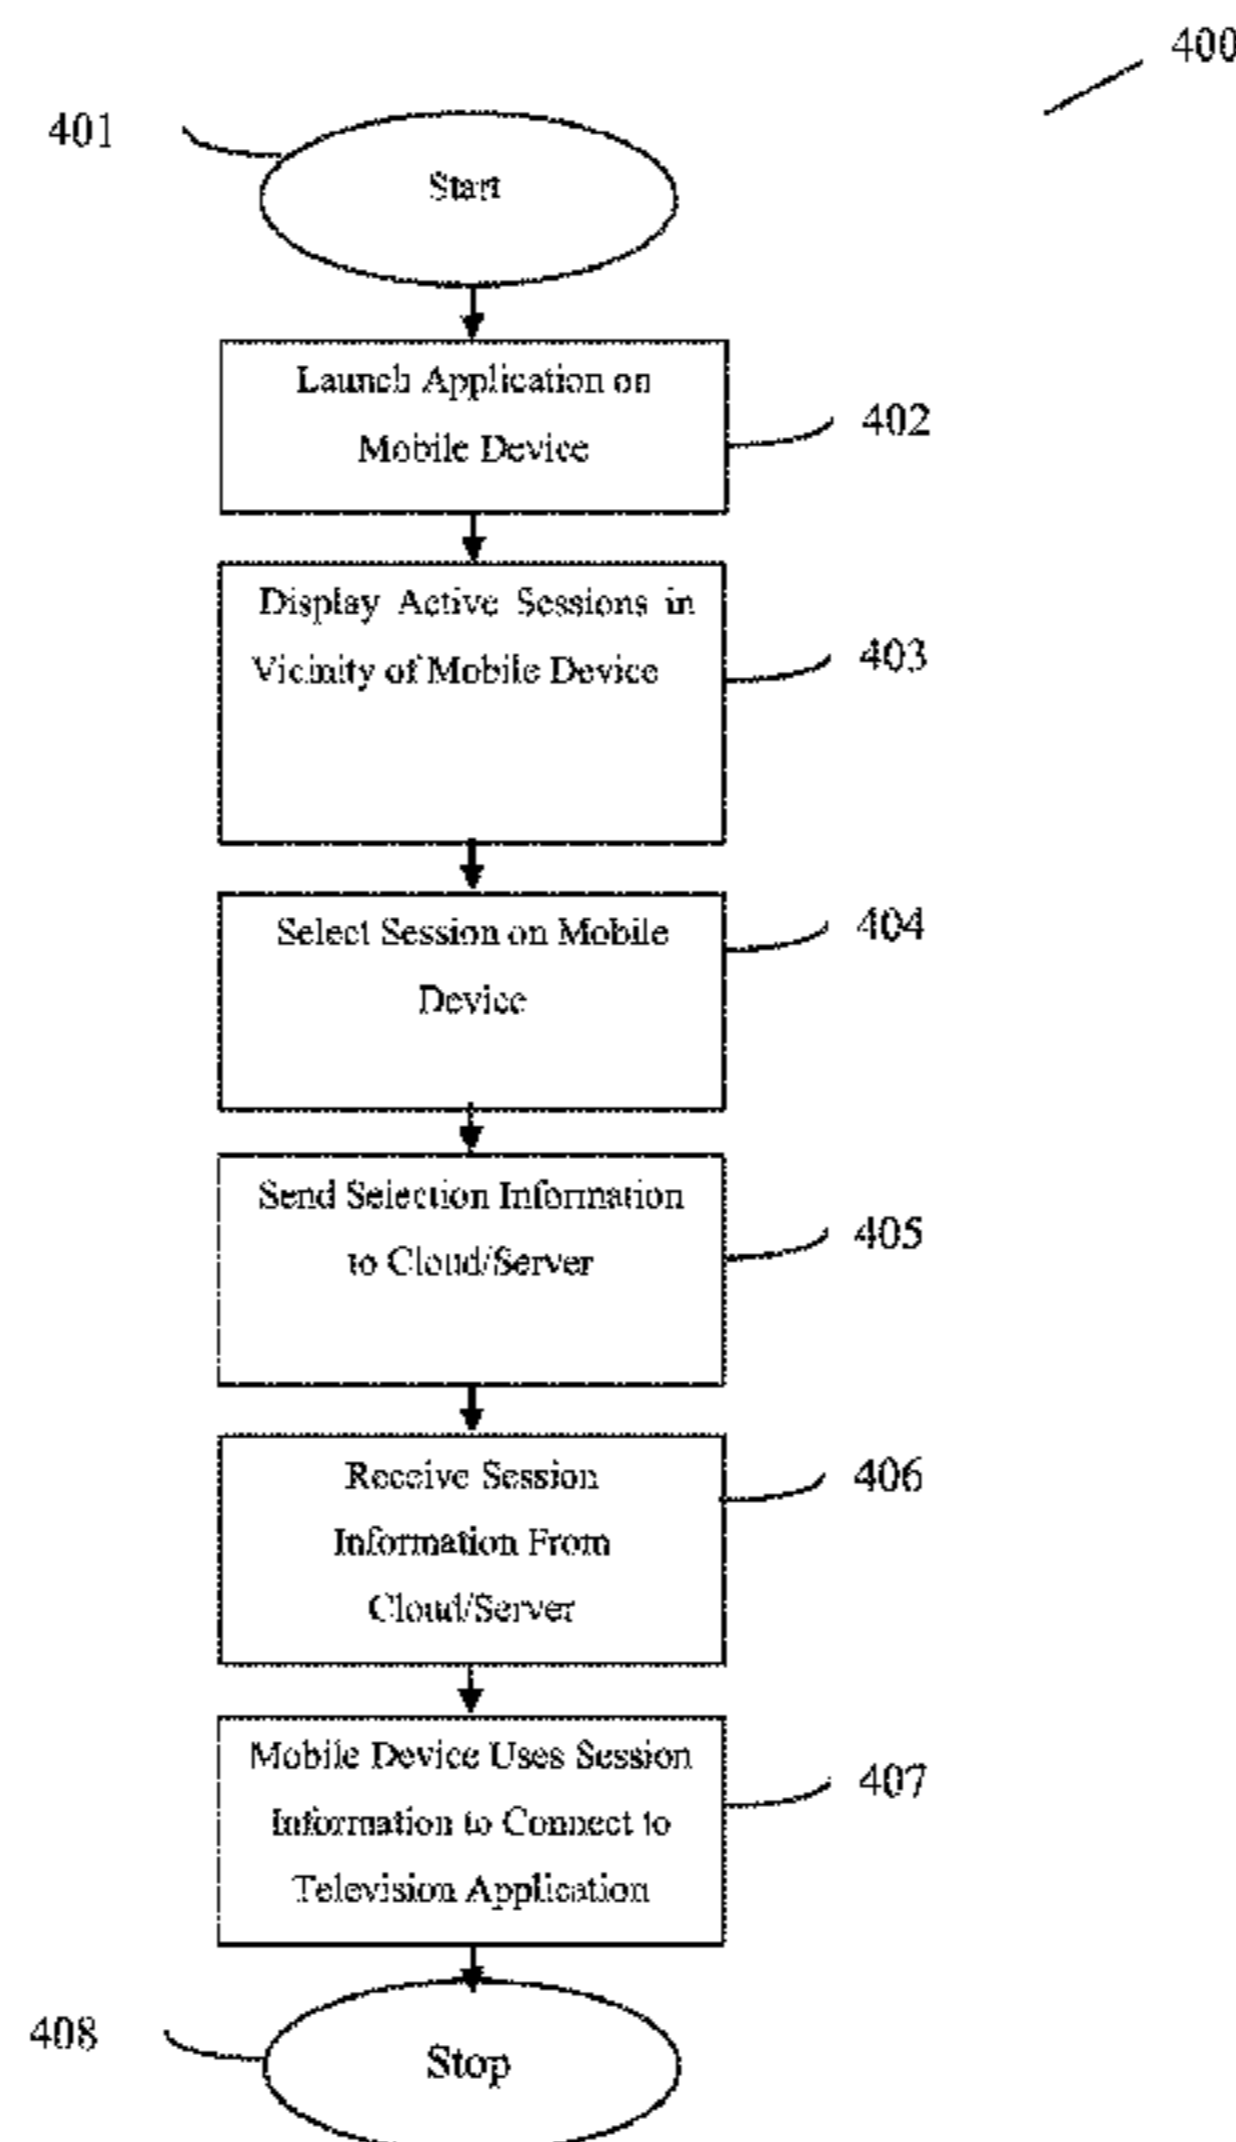 400
401
Start
Launch Application on
Mobile Device
402
Display Active Sessions in
Vicinity of Mobile Device
403
Select Session on Mobile
Device
404
Send Selection Information
to Cloud/Server
405
Receive Session
Information From
Cloud/Server
406
Mobile Device Uses Session
Information to Connect to
Television Application
407
408
Stop